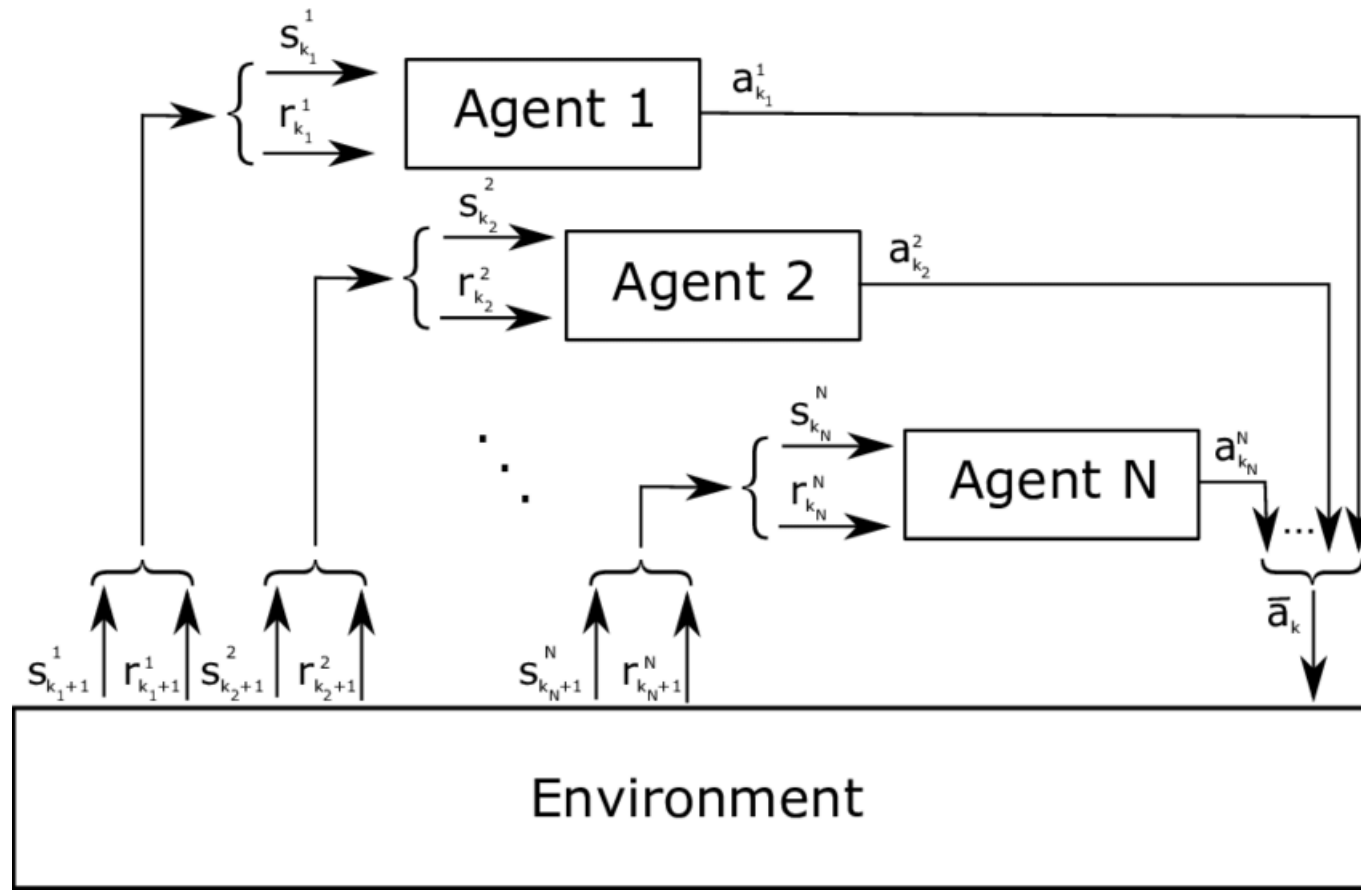 s^1_{k_1}
r^1_{k_1}
Agent 1
a^1_{k_1}
s^2_{k_2}
r^2_{k_2}
Agent 2
a^2_{k_2}
s^N_{k_N}
r^N_{k_N}
Agent N
a^N_{k_N}
...
s^1_{k_1+1} r^1_{k_1+1} s^2_{k_2+1} r^2_{k_2+1} s^N_{k_N+1} r^N_{k_N+1}
ā_k
Environment